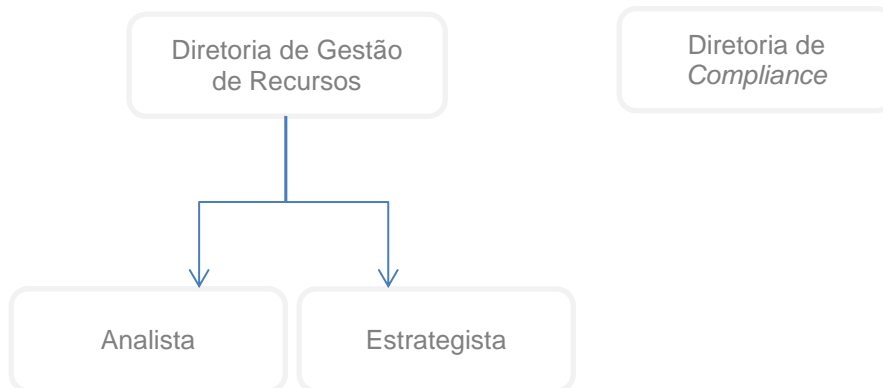 Diretoria de Gestão
de Recursos
Diretoria de
Compliance
Analista
Estrategista